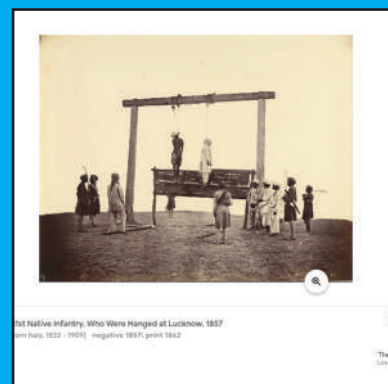 Native Infantry, Who Were Hanged at Lucknow, 1857
Italy, 1832 - 1909) negative 1857; print 1862